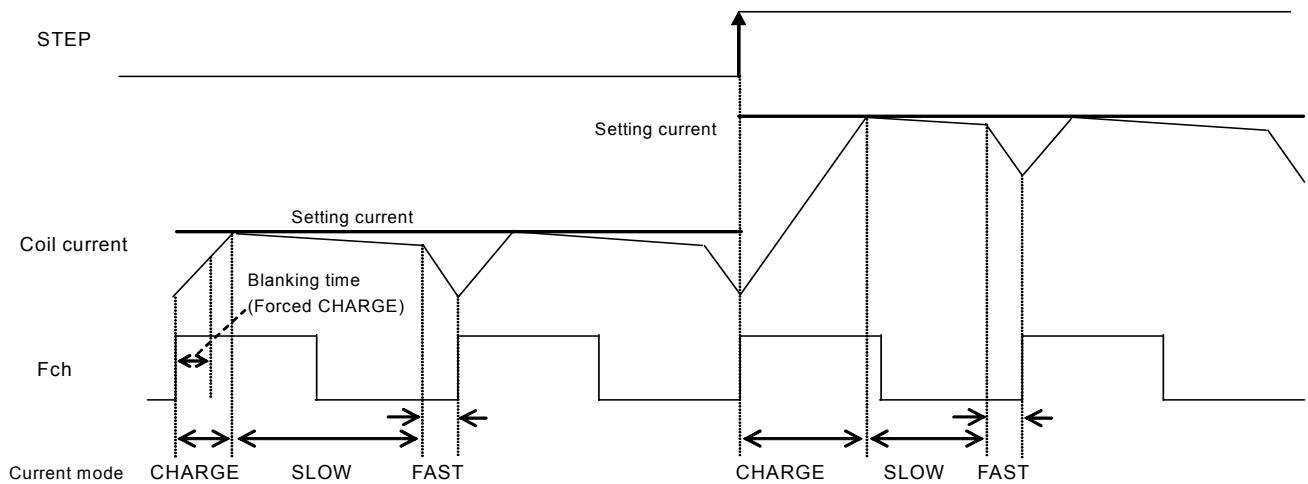 STEP
Setting current
Setting current
Coil current
Blanking time
(Forced CHARGE)
Fch
Current mode CHARGE SLOW FAST CHARGE SLOW FAST